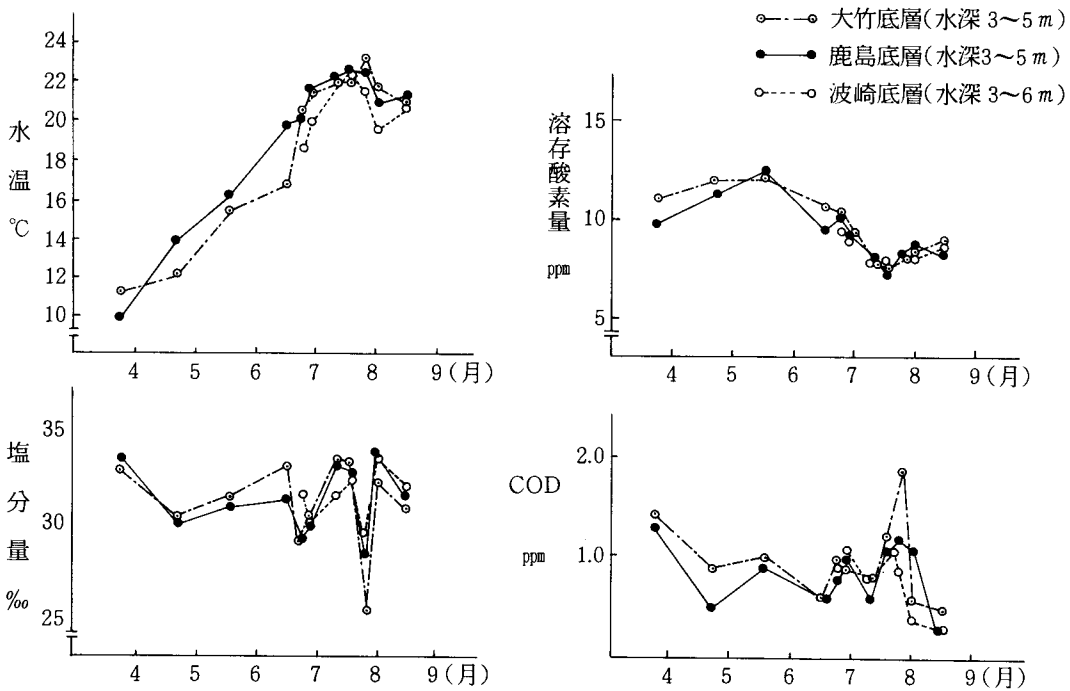 大竹底層(水深3~5m)
鹿島底層(水深3~5m)
波崎底層(水深3~6m)
水温℃
24
22
20
18
16
14
12
10
4 5 6 7 8 9(月)
溶存酸素量
ppm
15
10
5
4 5 6 7 8 9(月)
塩分量‰
35
30
25
4 5 6 7 8 9(月)
COD
ppm
2.0
1.0
4 5 6 7 8 9(月)